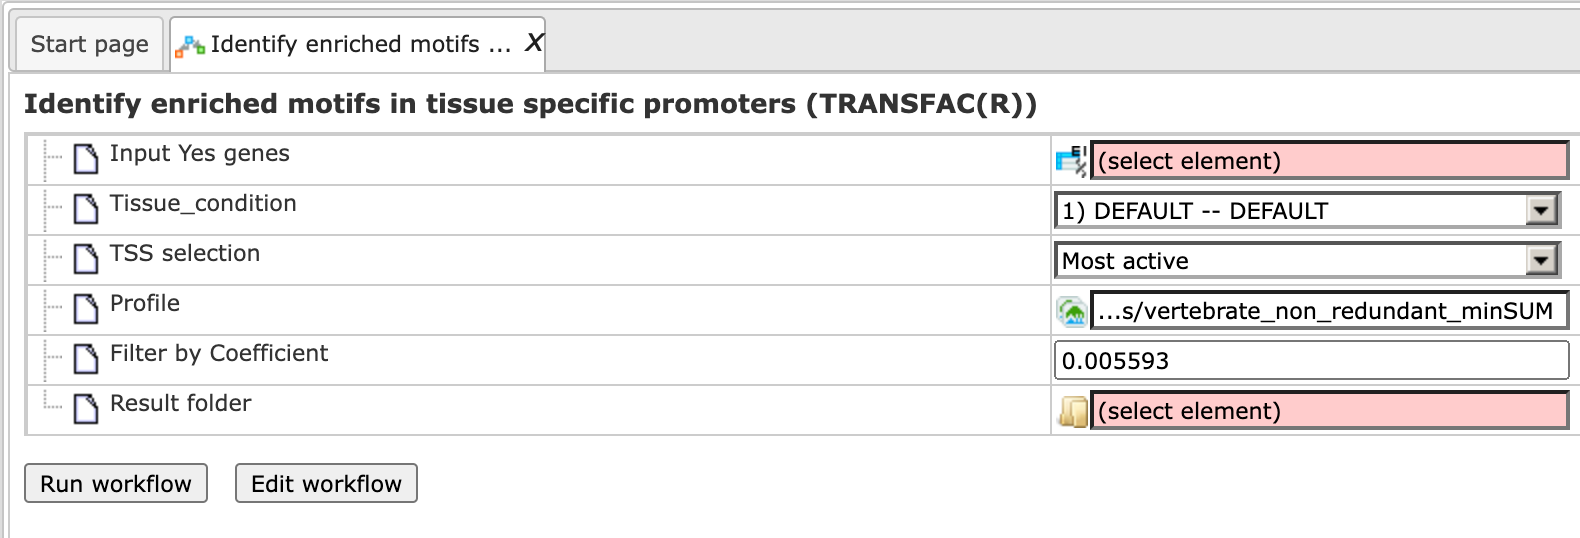 Start page
Identify enriched motifs ... X
Identify enriched motifs in tissue specific promoters (TRANSFAC(R))
Input Yes genes
(select element)
Tissue_condition
1) DEFAULT -- DEFAULT
TSS selection
Most active
Profile
...s/vertebrate_non_redundant_minSUM
Filter by Coefficient
0.005593
Result folder
(select element)
Run workflow
Edit workflow